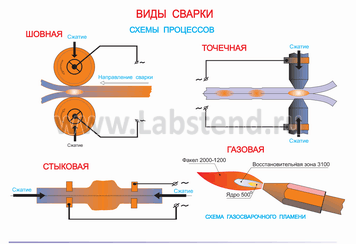 ВИДЫ СВАРКИ
СХЕМЫ ПРОЦЕССОВ
ШОВНАЯ
Сжатие
Направление сварки
Сжатие
ТОЧЕЧНАЯ
Сжатие
Сжатие
www.Labstend.ru
СТЫКОВАЯ
Сжатие
Сжатие
ГАЗОВАЯ
Факел 2000-1200
Восстановительная зона 3100
Ядро 500
СХЕМА ГАЗОСВАРОЧНОГО ПЛАМЕНИ